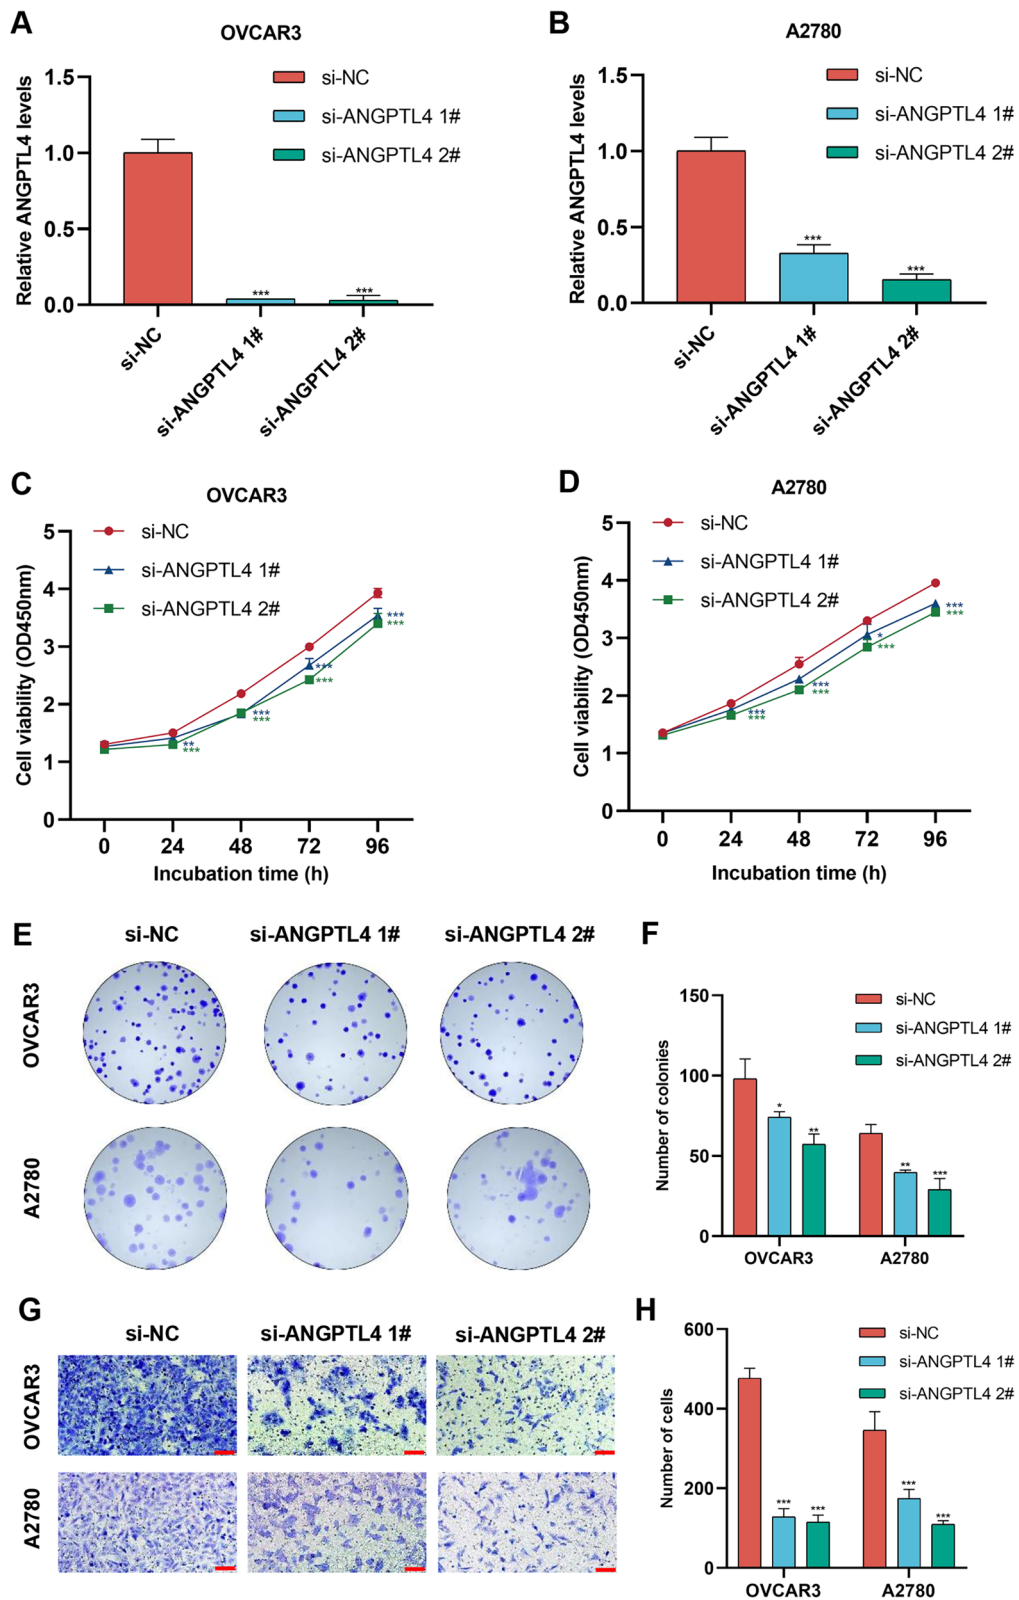 A
OVCAR3
Relative ANGPTL4 levels
1.5
1.0
0.5
0.0
si-NC
si-ANGPTL4 1#
si-ANGPTL4 2#
***
***
si-NC
si-ANGPTL4 1#
si-ANGPTL4 2#
B
A2780
Relative ANGPTL4 levels
1.5
1.0
0.5
0.0
si-NC
si-ANGPTL4 1#
si-ANGPTL4 2#
***
***
si-NC
si-ANGPTL4 1#
si-ANGPTL4 2#
C
OVCAR3
Cell viability (OD450nm)
5
4
3
2
1
0
si-NC
si-ANGPTL4 1#
si-ANGPTL4 2#
**
***
***
***
***
***
***
***
0 24 48 72 96
Incubation time (h)
D
A2780
Cell viability (OD450nm)
5
4
3
2
1
0
si-NC
si-ANGPTL4 1#
si-ANGPTL4 2#
***
***
***
***
*
***
***
***
0 24 48 72 96
Incubation time (h)
E
si-NC si-ANGPTL4 1# si-ANGPTL4 2#
OVCAR3
A2780
F
Number of colonies
150
100
50
0
si-NC
si-ANGPTL4 1#
si-ANGPTL4 2#
*
**
**
***
OVCAR3 A2780
G
si-NC si-ANGPTL4 1# si-ANGPTL4 2#
OVCAR3
A2780
H
Number of cells
600
400
200
0
si-NC
si-ANGPTL4 1#
si-ANGPTL4 2#
***
***
***
***
OVCAR3 A2780